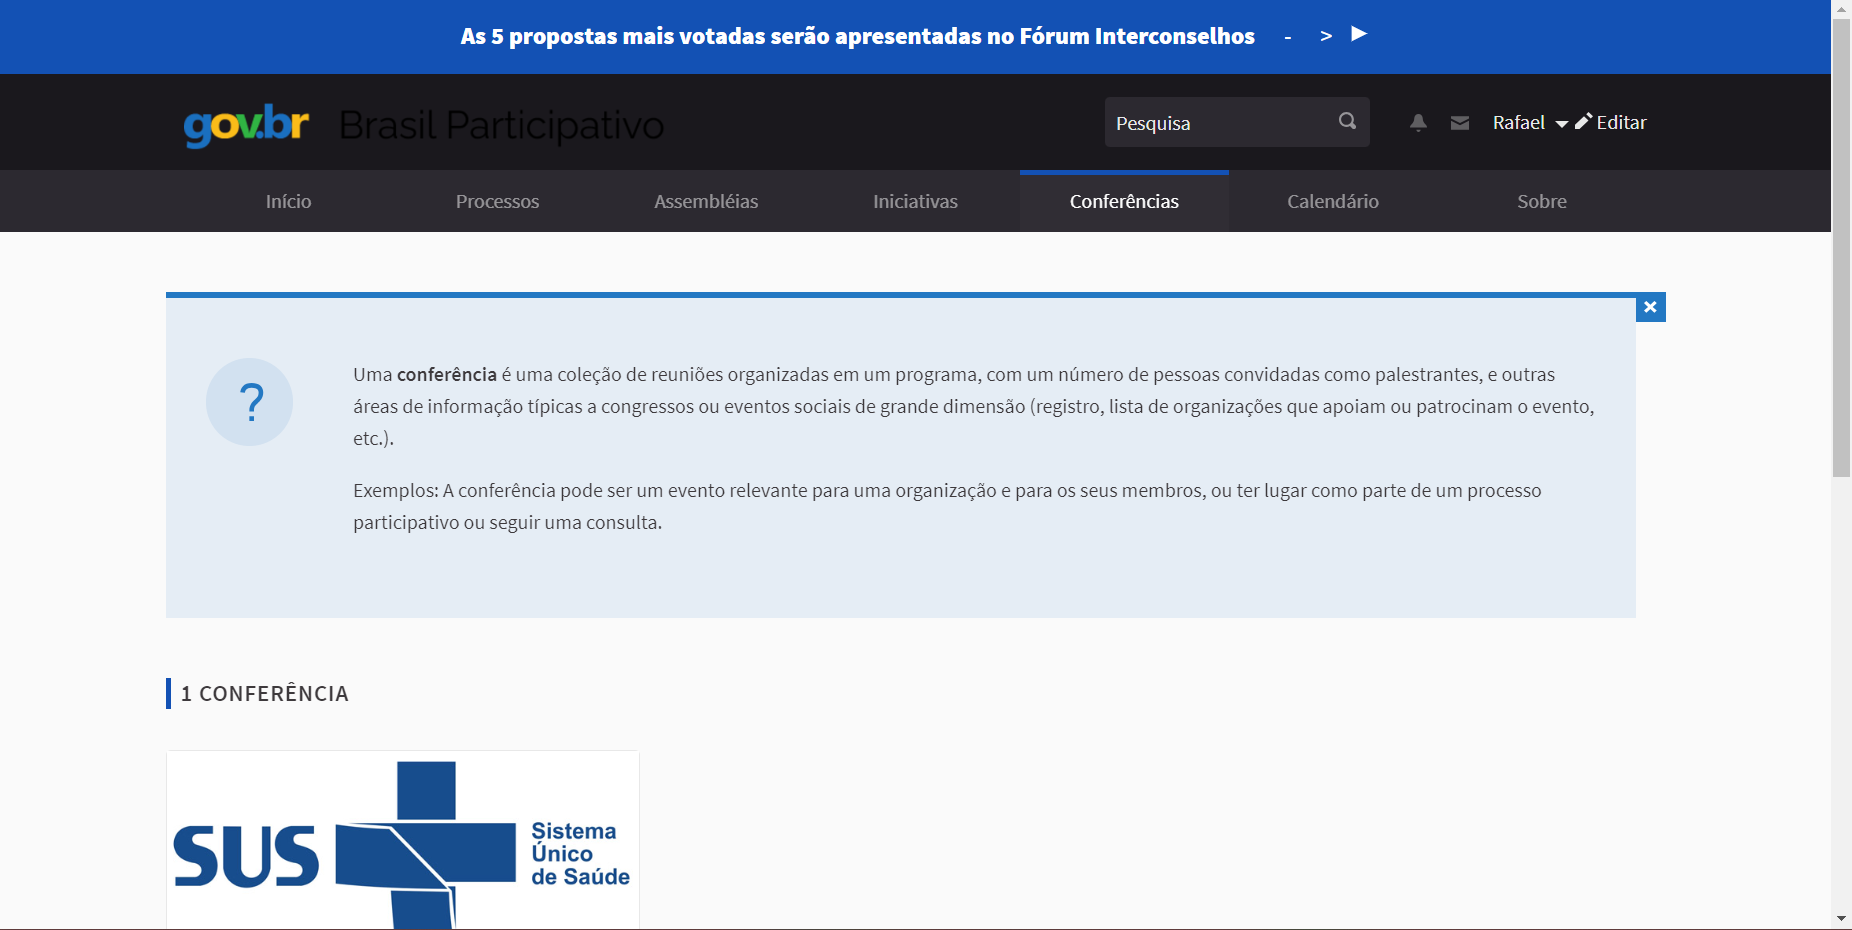 As 5 propostas mais votadas serão apresentadas no Fórum Interconselhos - > ▶
gov.br Brasil Participativo
Pesquisa
Rafael Editar
Início Processos Assembléias Iniciativas Conferências Calendário Sobre
?
Uma conferência é uma coleção de reuniões organizadas em um programa, com um número de pessoas convidadas como palestrantes, e outras
áreas de informação típicas a congressos ou eventos sociais de grande dimensão (registro, lista de organizações que apoiam ou patrocinam o evento,
etc.).
Exemplos: A conferência pode ser um evento relevante para uma organização e para os seus membros, ou ter lugar como parte de um processo
participativo ou seguir uma consulta.
1 CONFERÊNCIA
SUS
Sistema
Único
de Saúde